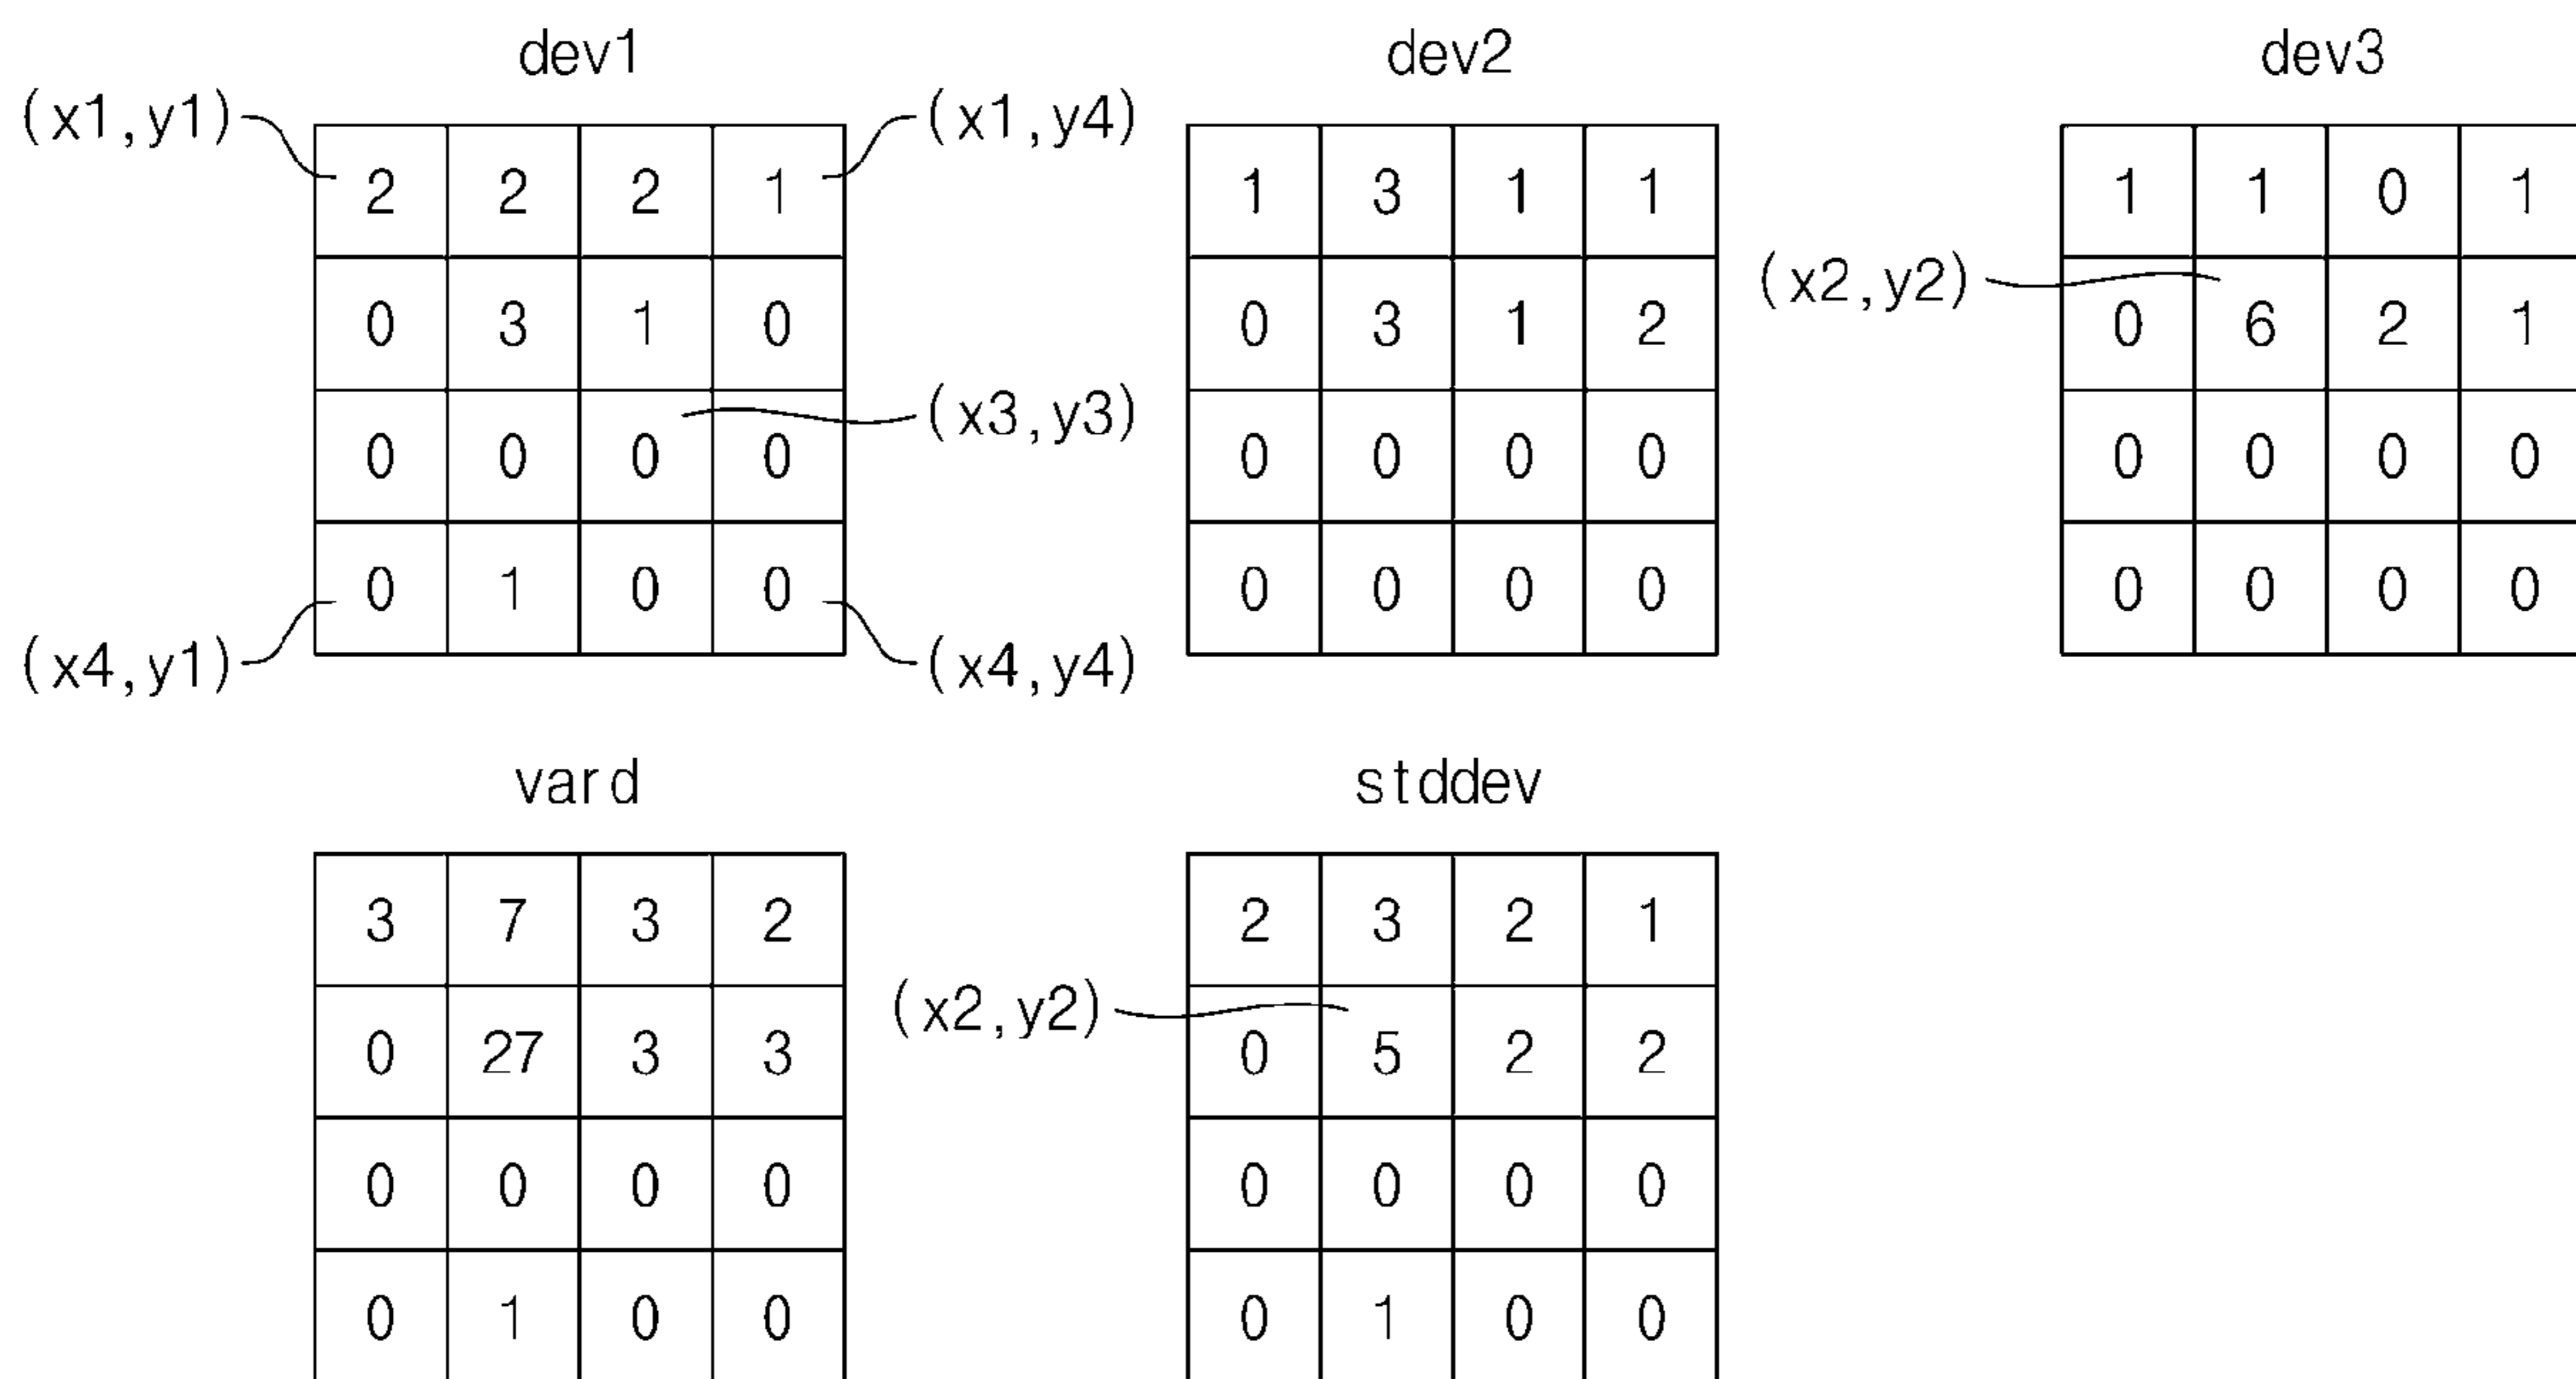 dev1 dev2 dev3
(x1,y1) (x1,y4)
2 2 2 1 1 3 1 1 1 1 0 1
(x2,y2)
0 3 1 0 0 3 1 2 0 6 2 1
(x3,y3)
0 0 0 0 0 0 0 0 0 0 0 0
0 1 0 0 0 0 0 0 0 0 0 0
(x4,y1) (x4,y4)
vard stddev
3 7 3 2 2 3 2 1
(x2,y2)
0 27 3 3 0 5 2 2
0 0 0 0 0 0 0 0
0 1 0 0 0 1 0 0